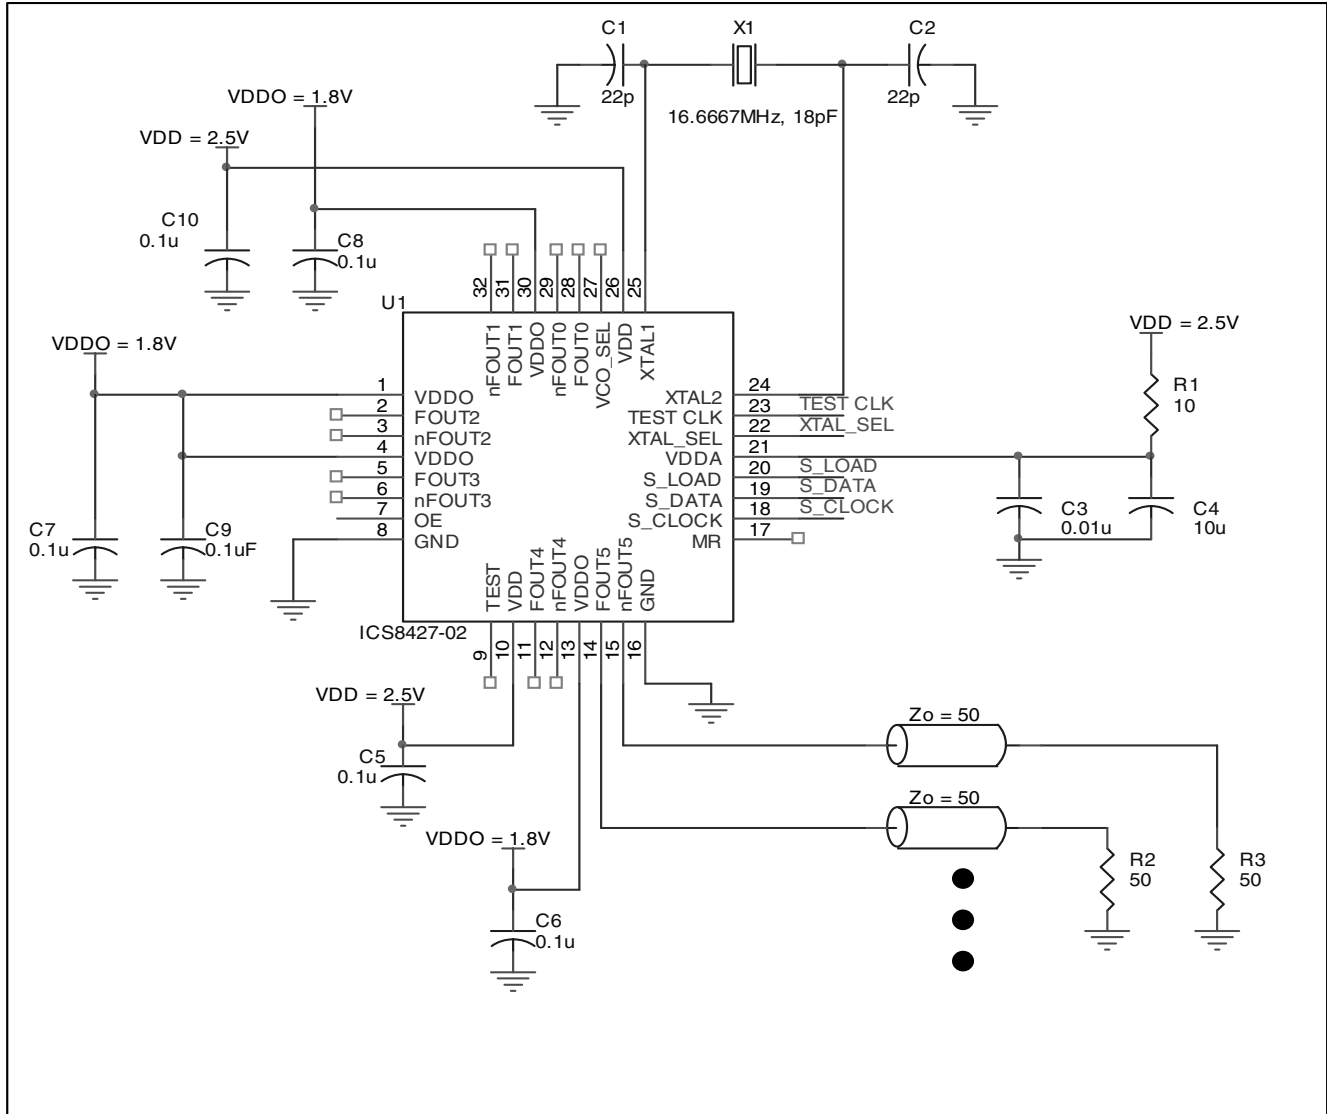 C1
X1
C2
22p
22p
16.6667MHz, 18pF
VDDO = 1.8V
VDD = 2.5V
C10
0.1u
C8
0.1u
32
31
30
29
28
27
26
25
U1
nFOUT1
FOUT1
VDDO
nFOUT0
FOUT0
VCO_SEL
VDD
XTAL1
VDDO = 1.8V
VDD = 2.5V
R1
10
1 VDDO
2 FOUT2
3 nFOUT2
4 VDDO
5 FOUT3
6 nFOUT3
7 OE
8 GND
XTAL2 24
TEST CLK 23 TEST CLK
XTAL_SEL 22 XTAL_SEL
VDDA 21
S_LOAD 20 S_LOAD
S_DATA 19 S_DATA
S_CLOCK 18 S_CLOCK
MR 17
C7
0.1u
C9
0.1uF
C3
0.01u
C4
10u
TEST
VDD
FOUT4
nFOUT4
VDDO
FOUT5
nFOUT5
GND
ICS8427-02
9
10
11
12
13
14
15
16
VDD = 2.5V
C5
0.1u
Zo = 50
Zo = 50
VDDO = 1.8V
C6
0.1u
R2
50
R3
50